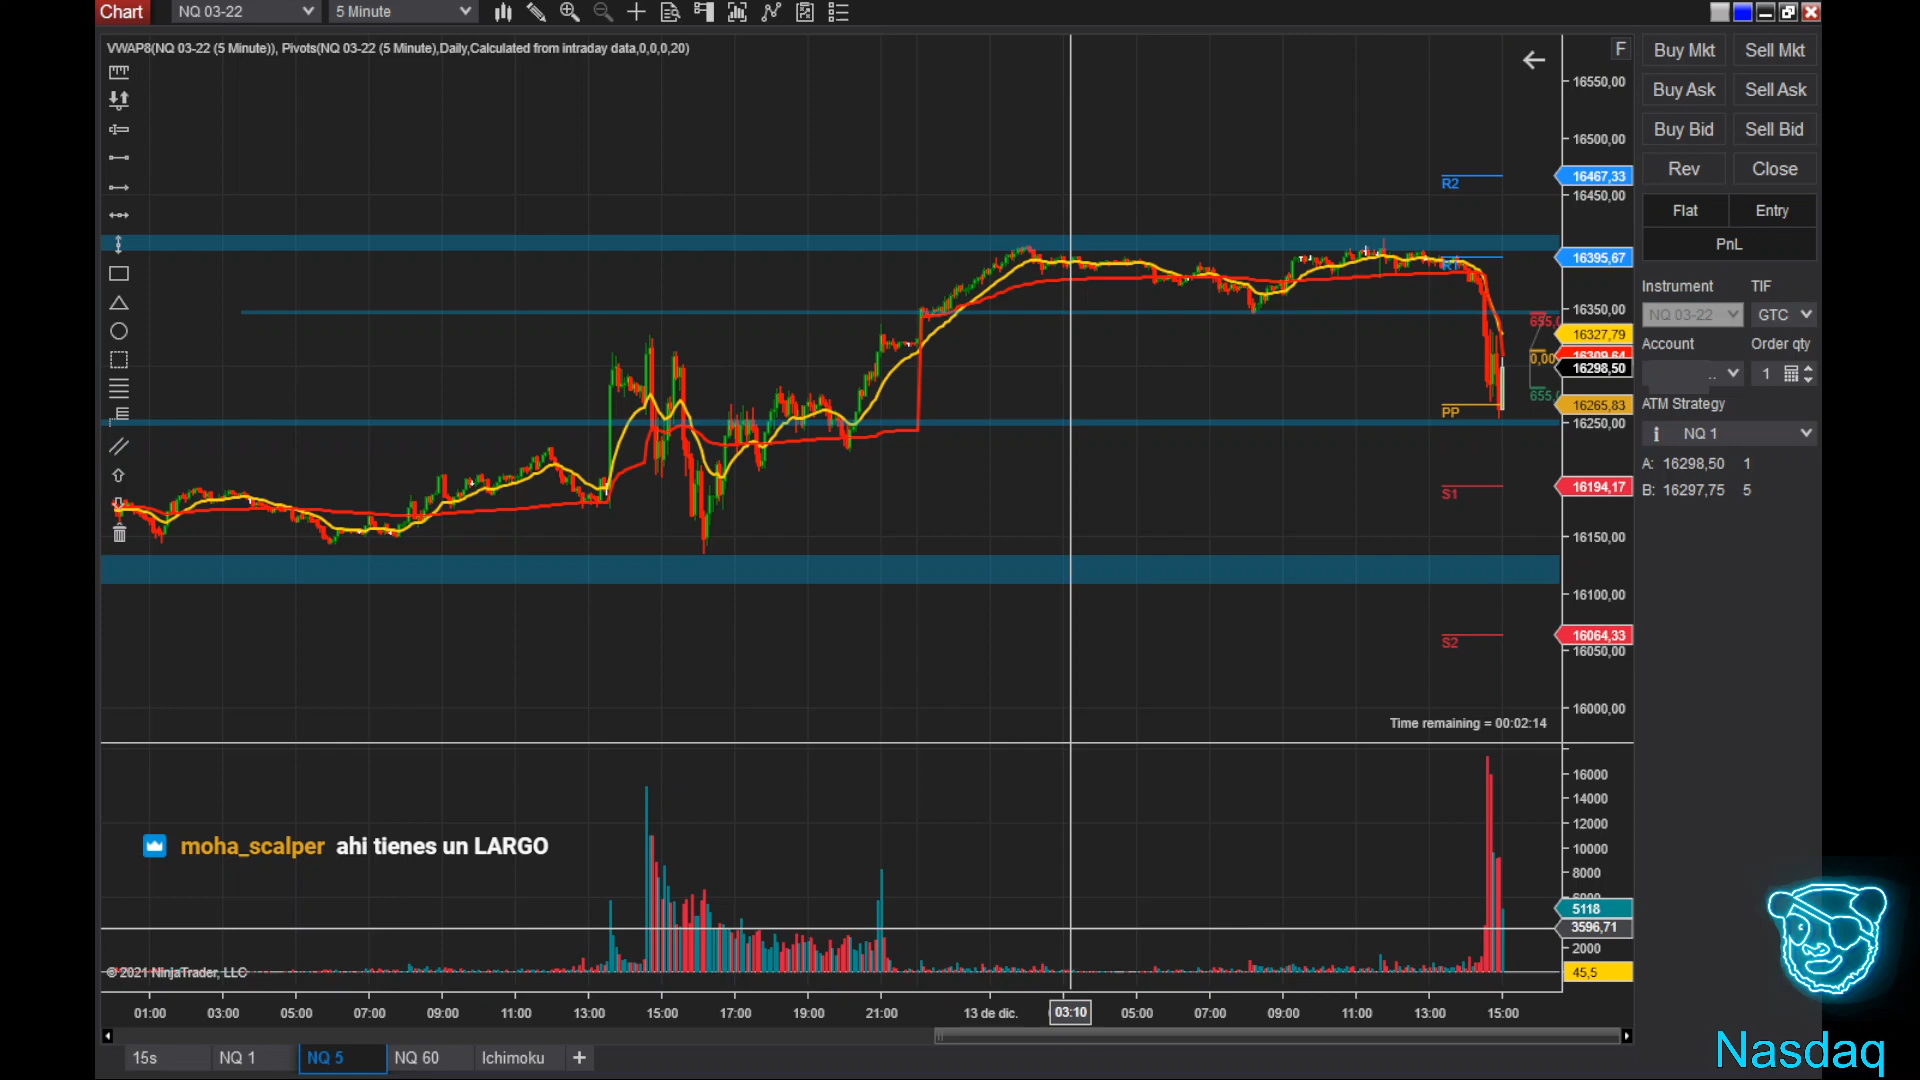 Chart NQ 03-22 5 Minute
VWAP8(NQ 03-22 (5 Minute)), Pivots(NQ 03-22 (5 Minute),Daily,Calculated from intraday data,0,0,0,20)
F
Buy Mkt Sell Mkt
Buy Ask Sell Ask
Buy Bid Sell Bid
Rev Close
Flat Entry
PnL
Instrument TIF
NQ 03-22 GTC
Account Order qty
.. 1
ATM Strategy
NQ 1
A: 16298,50 1
B: 16297,75 5
16550,00
16500,00
R2 16467,33
16450,00
R1 16395,67
16350,00
16327,79
16309,64
0,00
16298,50
PP 16265,83
16250,00
S1 16194,17
16150,00
16100,00
S2 16064,33
16050,00
16000,00
Time remaining = 00:02:14
16000
14000
12000
10000
8000
6000
5118
3596,71
2000
45,5
moha_scalper ahi tienes un LARGO
© 2021 NinjaTrader, LLC
01:00 03:00 05:00 07:00 09:00 11:00 13:00 15:00 17:00 19:00 21:00 13 de dic. 03:10 05:00 07:00 09:00 11:00 13:00 15:00
15s NQ 1 NQ 5 NQ 60 Ichimoku +
Nasdaq